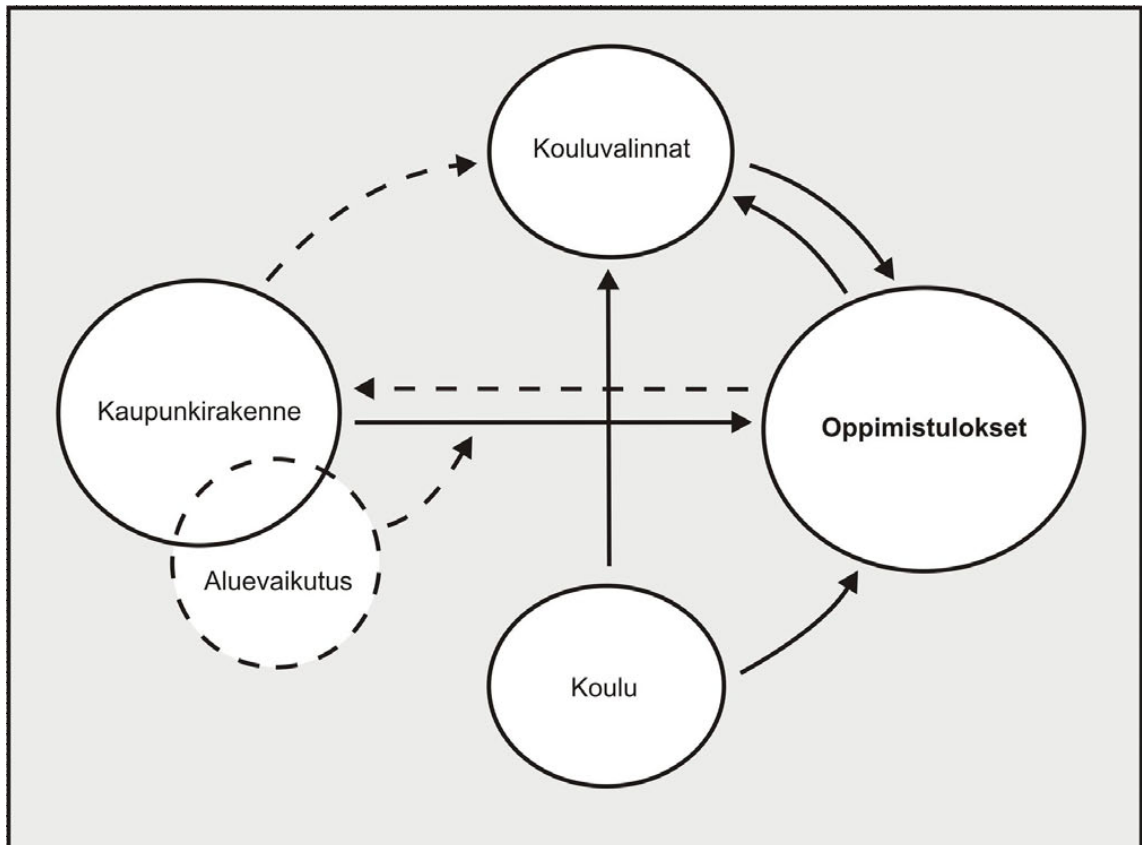 Kouluvalinnat
Kaupunkirakenne
Oppimistulokset
Aluevaikutus
Koulu